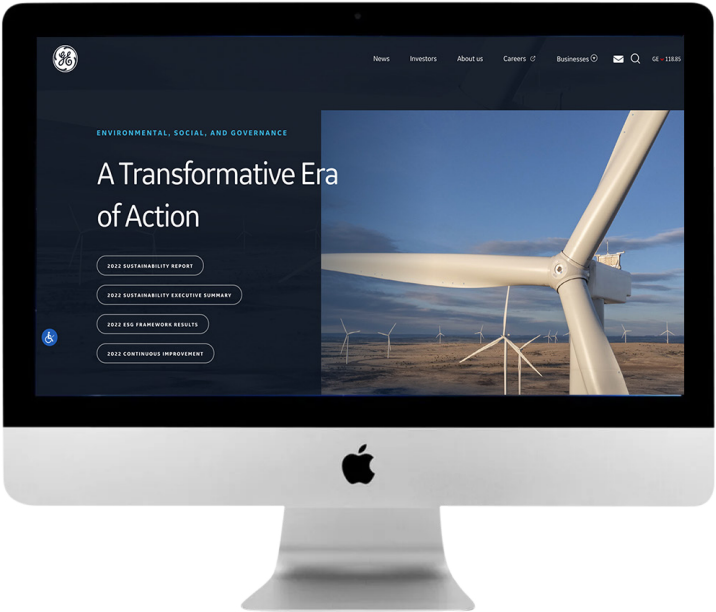 News Investors About us Careers Businesses GE 118.85
ENVIRONMENTAL, SOCIAL, AND GOVERNANCE
A Transformative Era
of Action
2022 SUSTAINABILITY REPORT
2022 SUSTAINABILITY EXECUTIVE SUMMARY
2022 ESG FRAMEWORK RESULTS
2022 CONTINUOUS IMPROVEMENT